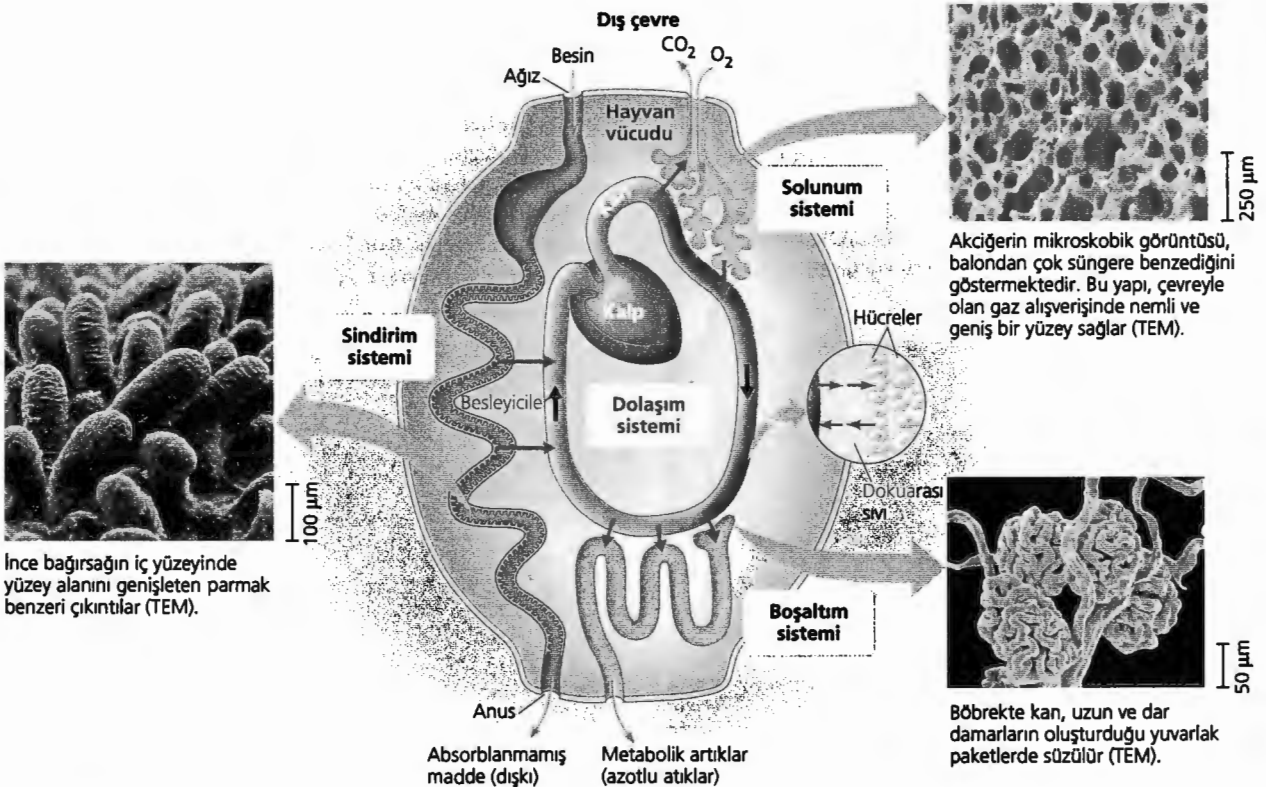 Dış çevre
CO₂
O₂
Besin
Ağız
Hayvan
vücudu
Solunum
sistemi
250 µm
Akciğerin mikroskobik görüntüsü,
balondan çok süngere benzediğini
göstermektedir. Bu yapı, çevreyle
olan gaz alışverişinde nemli ve
geniş bir yüzey sağlar (TEM).
Kan
Kalp
Sindirim
sistemi
Besleyicile
Dolaşım
sistemi
Hücreler
Dokuarası
SM
100 µm
İnce bağırsağın iç yüzeyinde
yüzey alanını genişleten parmak
benzeri çıkıntılar (TEM).
Boşaltım
sistemi
50 µm
Böbrekte kan, uzun ve dar
damarların oluşturduğu yuvarlak
paketlerde süzülür (TEM).
Anus
Absorblanmamış
madde (dışkı)
Metabolik artıklar
(azotlu atıklar)